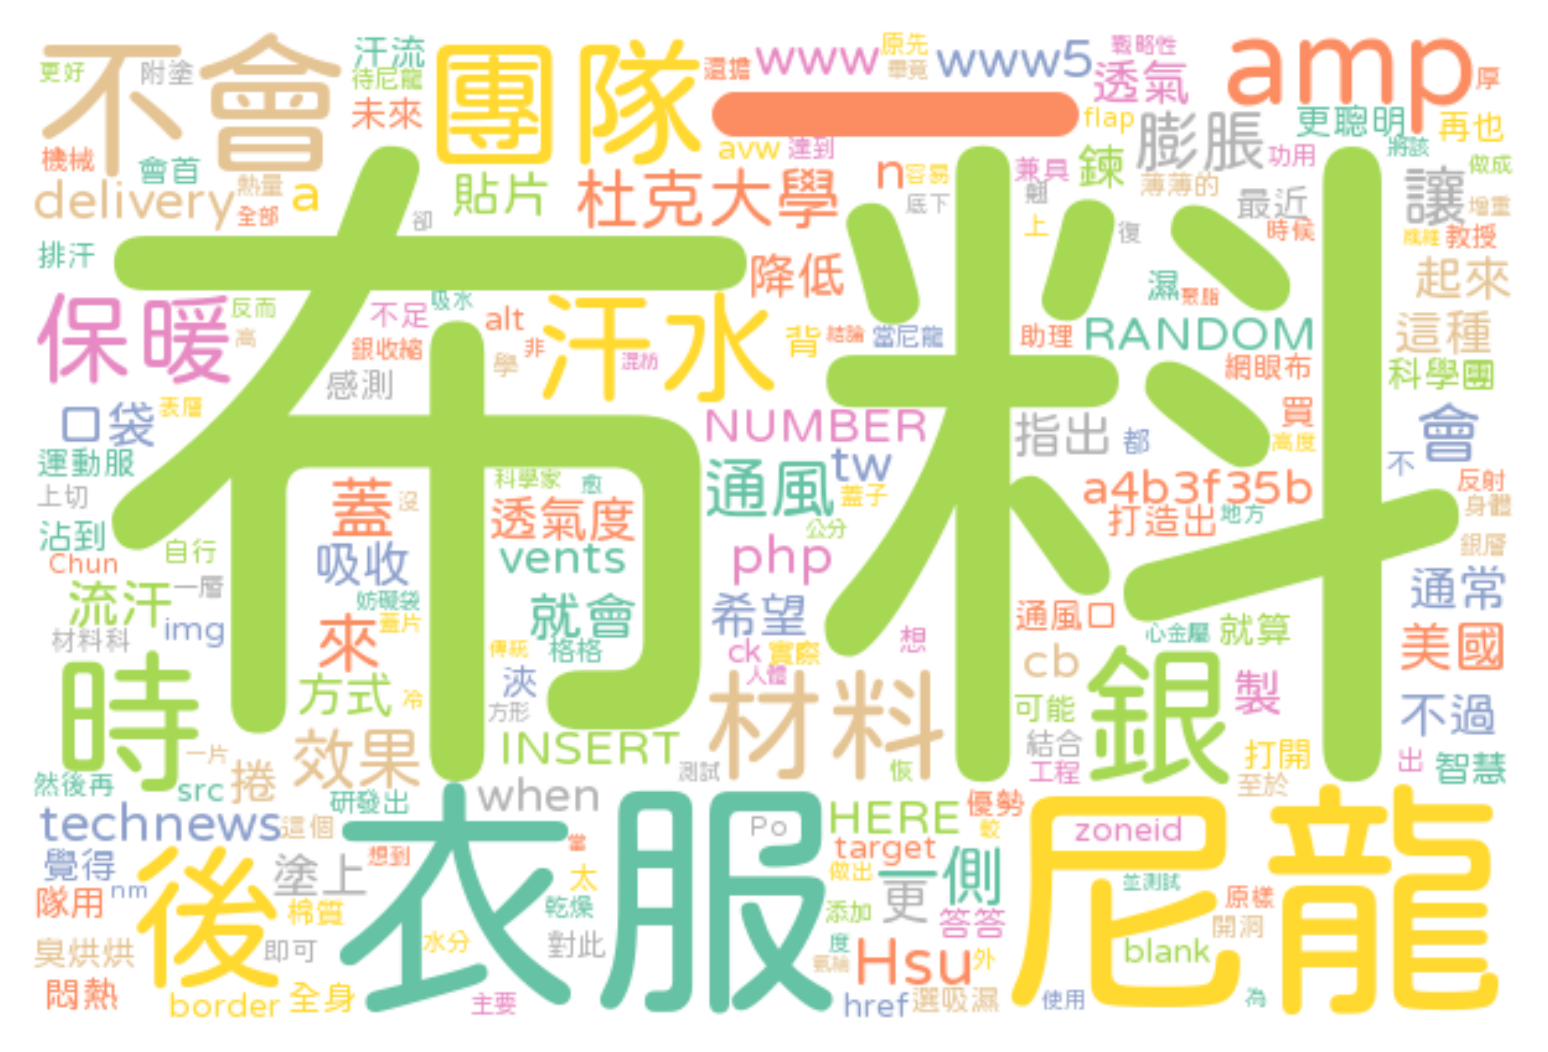 不會 團隊 一 amp
更好 附塗 汗流 待尼龍 未來 還擔 www 原先 畢竟 www5 戰略性 透氣 厚
機械 會首 delivery 熱量 全部 a 貼片 杜克大學 avw 達到 n 容易 底下 flap 兼具 鍊 膨脹 更聰明 再也 功用 將該 做成
薄薄的 最近 讓 增重 時候 教授 上 復 卻
排汗 布料 降低 濕 聚脂 起來
保暖 反而 高 不足 吸水 銀收縮 alt 非 學 汗水 混紡 背 結論 當尼龍 助理 RANDOM 這種 網眼布 科學團
感測 口袋 表層 NUMBER 指出 都 買 高度 會 不
運動服 上切 蓋 沒 科學家 愈 透氣度 通風 tw 蓋子 公分 a4b3f35b 打造出 地方 反射 身體
沾到 自行 Chun 吸收 vents php 銀層
流汗 一層 img 妨礙袋 蓋片 就會 格格 希望 通風口 心金屬 就算 通常
材料科 來 傳統 ck 實際 人體 想 cb 美國
時 方式 冷 浹 方形 材料 可能 銀 製 不過
一片 效果 INSERT 測試 恢 結合 工程 打開 至於 出 智慧
然後再 src 捲 研發出 when
technews 這個 衣服 Po HERE 優勢 較 zoneid 尼龍
覺得 nm 後 塗上 想到 當 太 target 做出 一側 並測試
隊用 棉質 乾燥 添加 更 答答 原樣 開洞
臭烘烘 即可 水分 對此 度 Hsu 外 blank
悶熱 border 全身 主要 href 選吸濕 使用 為